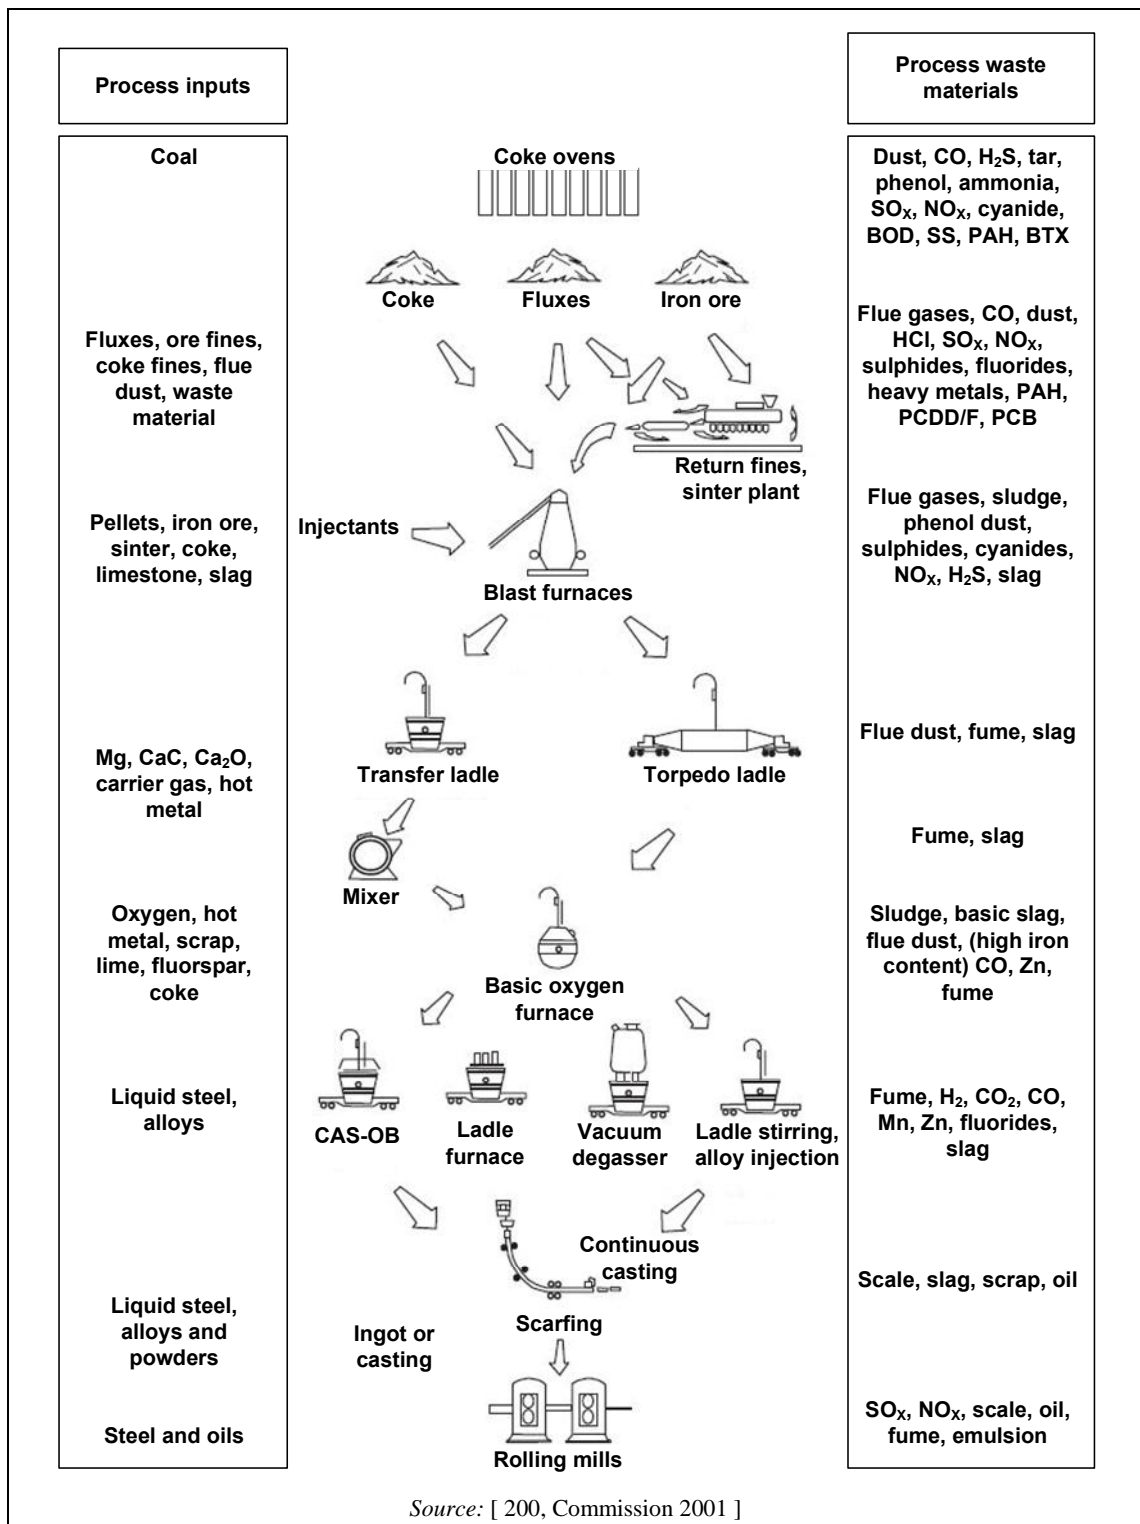 Process inputs
Process waste
materials
Coal
Coke ovens
Dust, CO, H₂S, tar,
phenol, ammonia,
SOₓ, NOₓ, cyanide,
BOD, SS, PAH, BTX
Coke
Fluxes
Iron ore
Fluxes, ore fines,
coke fines, flue
dust, waste
material
Flue gases, CO, dust,
HCl, SOₓ, NOₓ,
sulphides, fluorides,
heavy metals, PAH,
PCDD/F, PCB
Return fines,
sinter plant
Pellets, iron ore,
sinter, coke,
limestone, slag
Injectants
Blast furnaces
Flue gases, sludge,
phenol dust,
sulphides, cyanides,
NOₓ, H₂S, slag
Flue dust, fume, slag
Mg, CaC, Ca₂O,
carrier gas, hot
metal
Transfer ladle
Torpedo ladle
Fume, slag
Mixer
Oxygen, hot
metal, scrap,
lime, fluorspar,
coke
Basic oxygen
furnace
Sludge, basic slag,
flue dust, (high iron
content) CO, Zn,
fume
Liquid steel,
alloys
CAS-OB
Ladle
furnace
Vacuum
degasser
Ladle stirring,
alloy injection
Fume, H₂, CO₂, CO,
Mn, Zn, fluorides,
slag
Continuous
casting
Scale, slag, scrap, oil
Liquid steel,
alloys and
powders
Ingot or
casting
Scarfing
Steel and oils
Rolling mills
SOₓ, NOₓ, scale, oil,
fume, emulsion
Source: [ 200, Commission 2001 ]